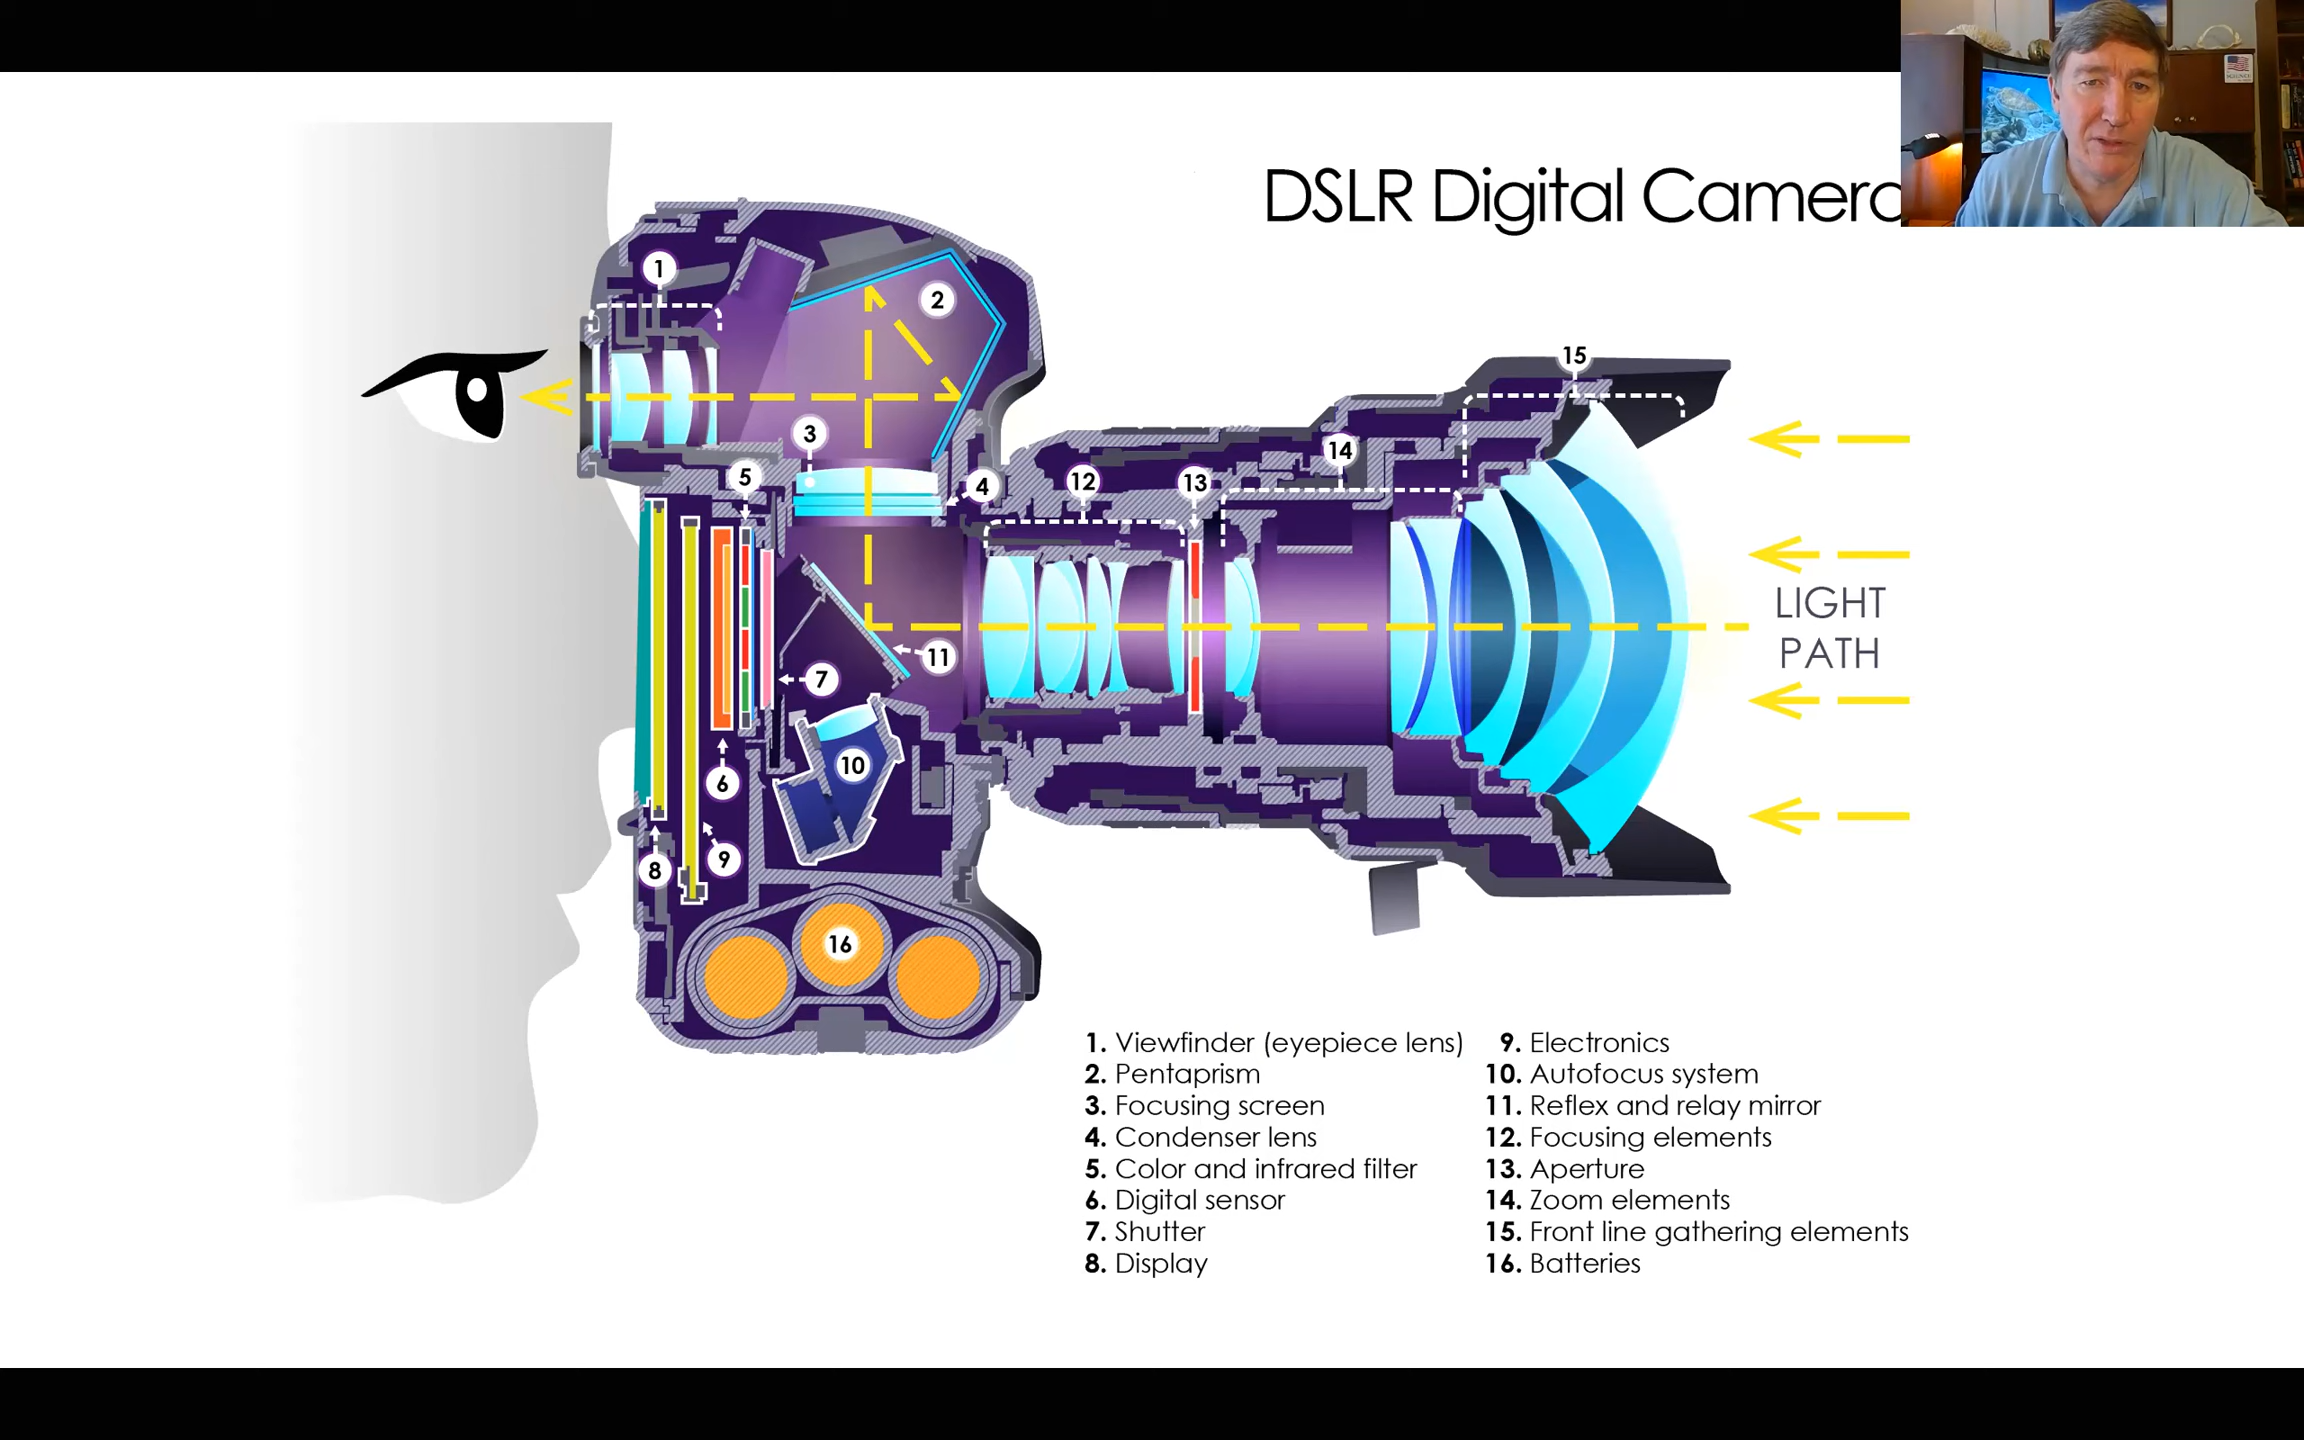 DSLR Digital Camera
1
2
3
4
5
6
7
8
9
10
11
12
13
14
15
16
LIGHT
PATH
1. Viewfinder (eyepiece lens)
2. Pentaprism
3. Focusing screen
4. Condenser lens
5. Color and infrared filter
6. Digital sensor
7. Shutter
8. Display
9. Electronics
10. Autofocus system
11. Reflex and relay mirror
12. Focusing elements
13. Aperture
14. Zoom elements
15. Front line gathering elements
16. Batteries